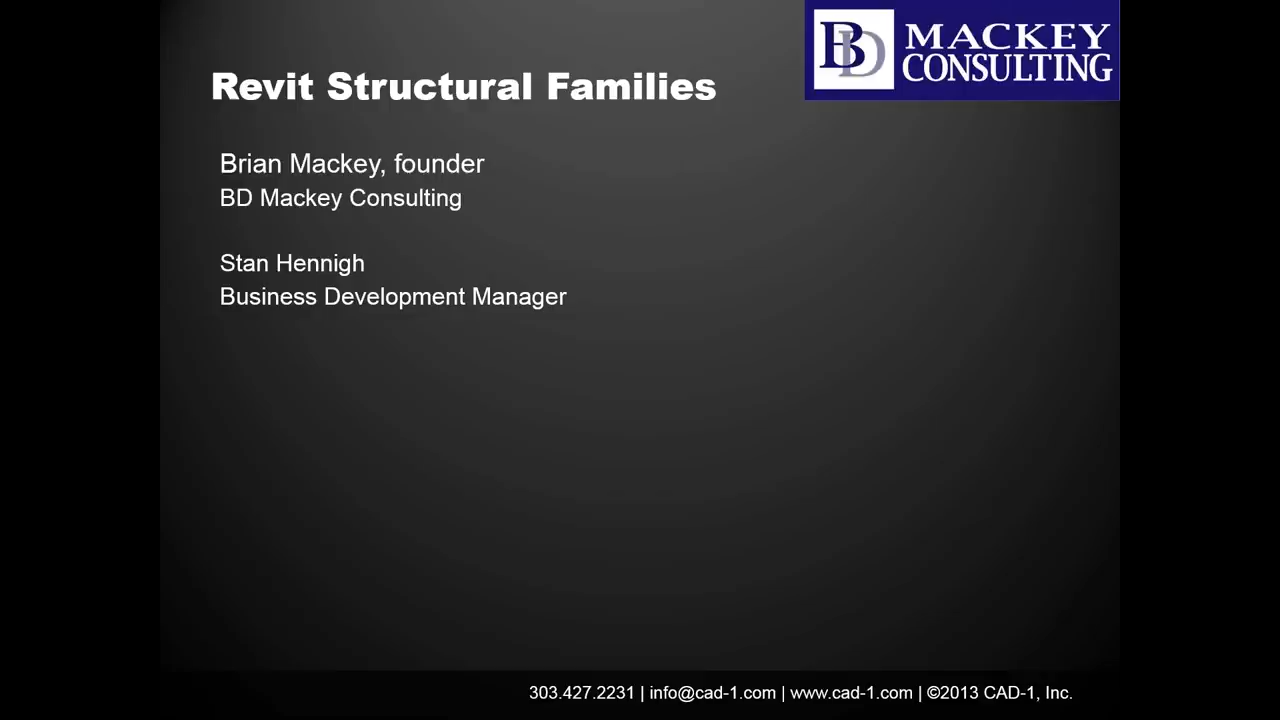 BD MACKEY
CONSULTING
Revit Structural Families
Brian Mackey, founder
BD Mackey Consulting
Stan Hennigh
Business Development Manager
303.427.2231 | info@cad-1.com | www.cad-1.com | ©2013 CAD-1, Inc.